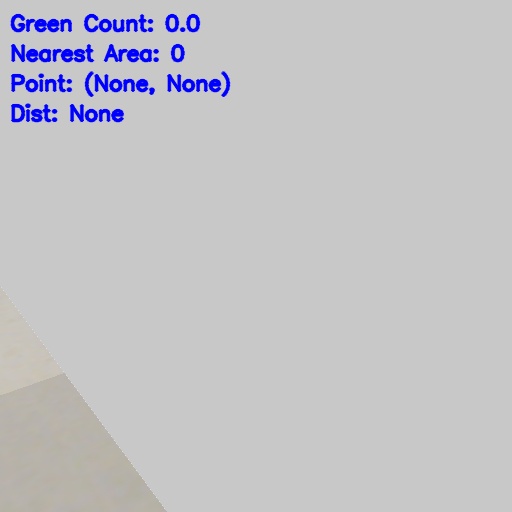 Green Count: 0.0
Nearest Area: 0
Point: (None, None)
Dist: None